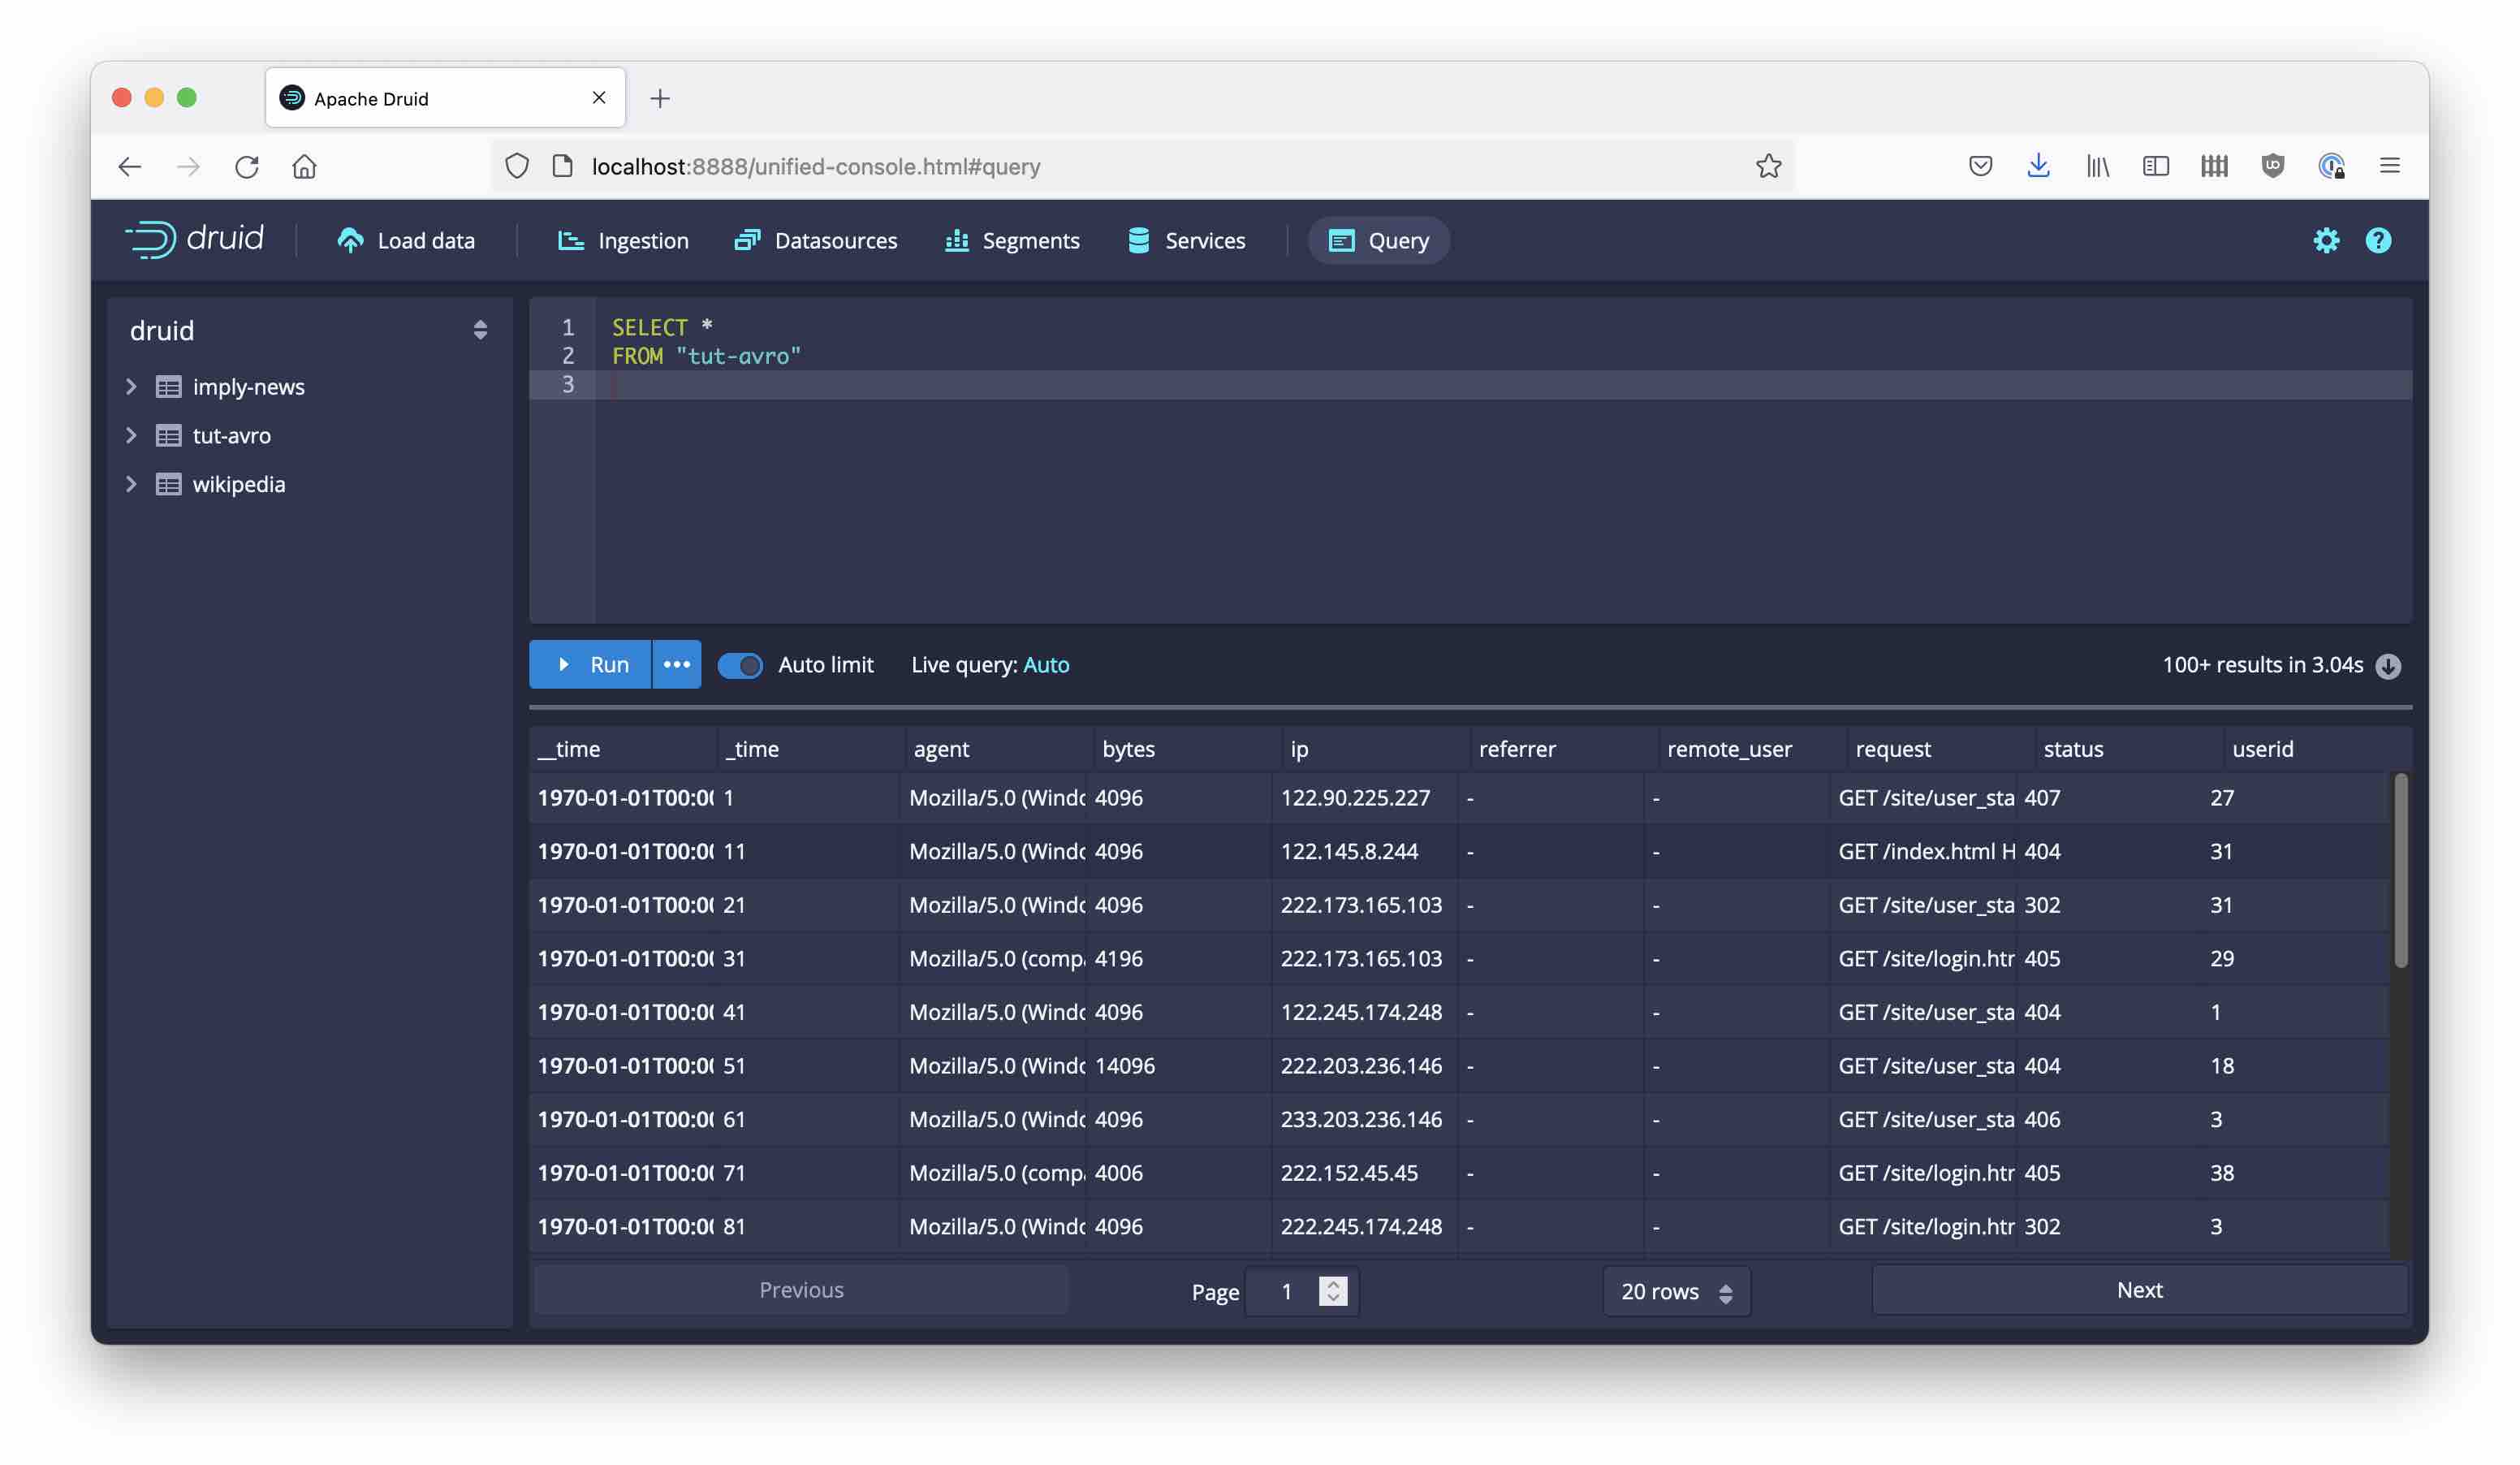 Apache Druid
localhost:8888/unified-console.html#query
druid Load data Ingestion Datasources Segments Services Query
druid
imply-news
tut-avro
wikipedia
1 SELECT *
2 FROM "tut-avro"
3
Run Auto limit Live query: Auto 100+ results in 3.04s
__time _time agent bytes ip referrer remote_user request status userid
1970-01-01T00:0( 1 Mozilla/5.0 (Windo 4096 122.90.225.227 - - GET /site/user_sta 407 27
1970-01-01T00:0( 11 Mozilla/5.0 (Windo 4096 122.145.8.244 - - GET /index.html H 404 31
1970-01-01T00:0( 21 Mozilla/5.0 (Windo 4096 222.173.165.103 - - GET /site/user_sta 302 31
1970-01-01T00:0( 31 Mozilla/5.0 (compa 4196 222.173.165.103 - - GET /site/login.htr 405 29
1970-01-01T00:0( 41 Mozilla/5.0 (Windo 4096 122.245.174.248 - - GET /site/user_sta 404 1
1970-01-01T00:0( 51 Mozilla/5.0 (Windo 14096 222.203.236.146 - - GET /site/user_sta 404 18
1970-01-01T00:0( 61 Mozilla/5.0 (Windo 4096 233.203.236.146 - - GET /site/user_sta 406 3
1970-01-01T00:0( 71 Mozilla/5.0 (compa 4006 222.152.45.45 - - GET /site/login.htr 405 38
1970-01-01T00:0( 81 Mozilla/5.0 (Windo 4096 222.245.174.248 - - GET /site/login.htr 302 3
Previous Page 1 20 rows Next